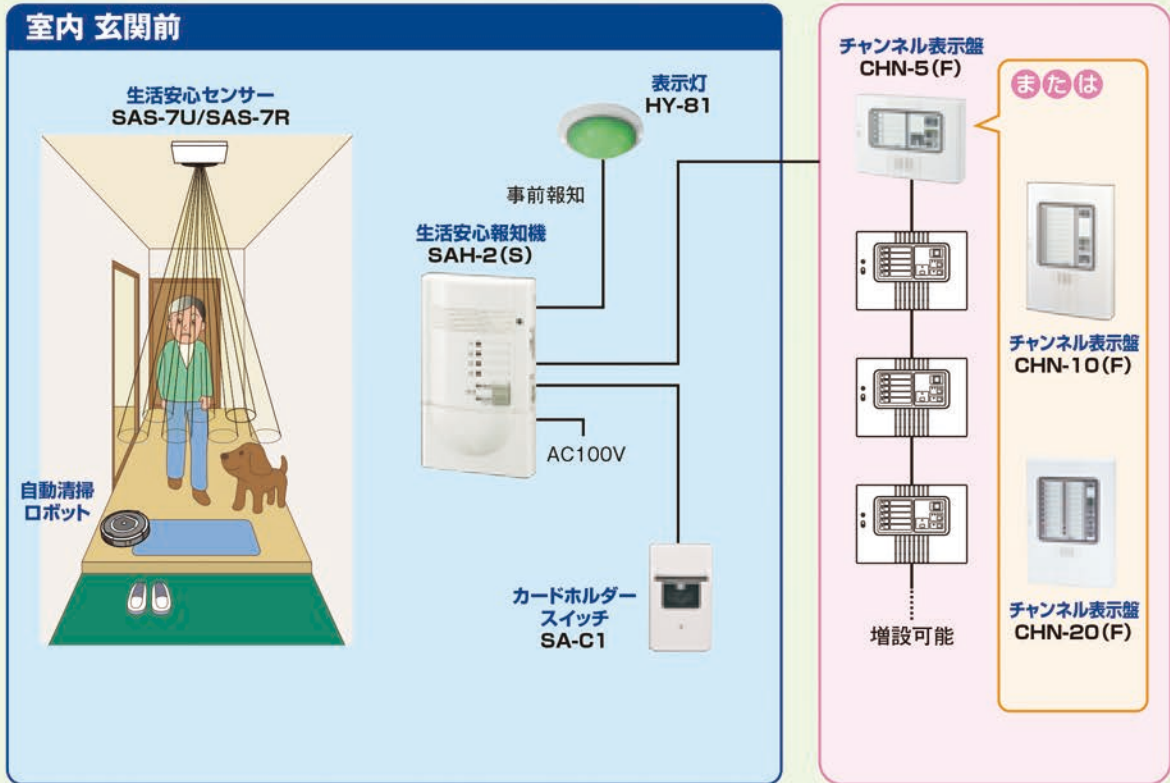 室内 玄関前
生活安心センサー
SAS-7U/SAS-7R
自動清掃
ロボット
表示灯
HY-81
事前報知
生活安心報知機
SAH-2(S)
AC100V
カードホルダー
スイッチ
SA-C1
チャンネル表示盤
CHN-5(F)
増設可能
または
チャンネル表示盤
CHN-10(F)
チャンネル表示盤
CHN-20(F)